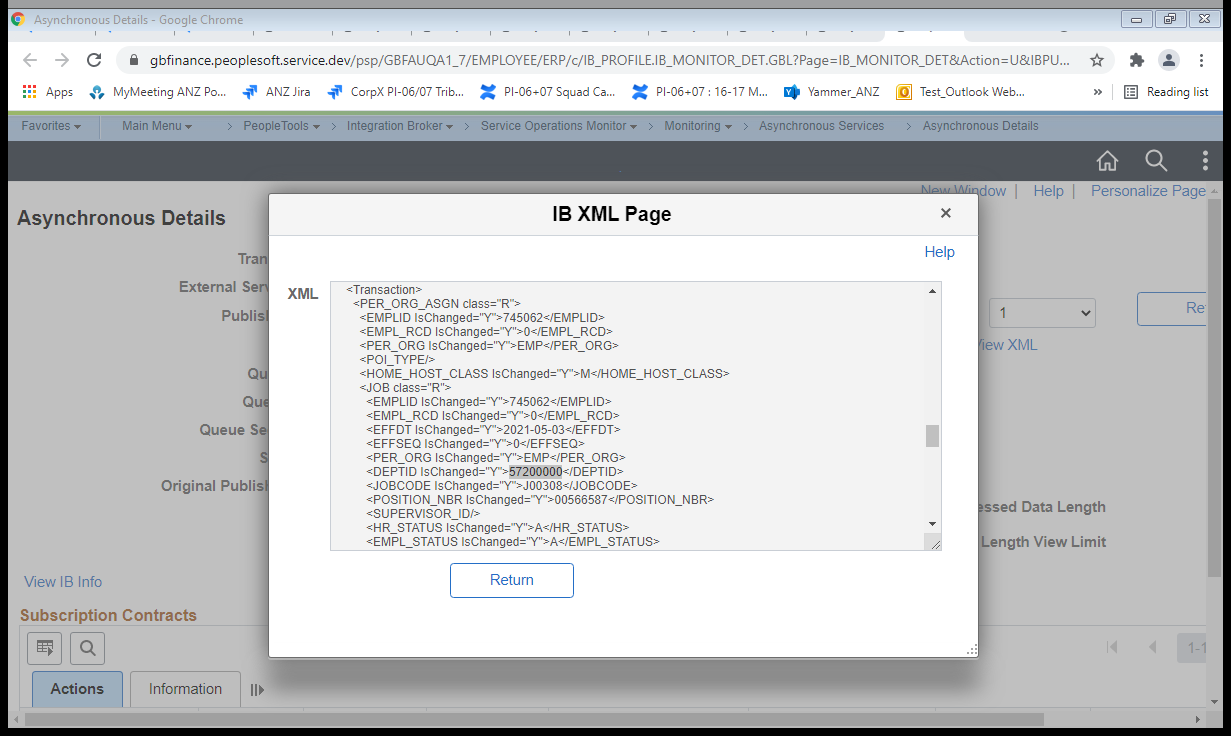 Asynchronous Details - Google Chrome
gbfinance.peoplesoft.service.dev/psp/GBFAUQA1_7/EMPLOYEE/ERP/c/IB_PROFILE.IB_MONITOR_DET.GBL?Page=IB_MONITOR_DET&Action=U&IBPU...
Apps MyMeeting ANZ Po... ANZ Jira CorpX PI-06/07 Trib... PI-06+07 Squad Ca... PI-06+07 : 16-17 M... Yammer_ANZ Test_Outlook Web... » Reading list
Favorites Main Menu > PeopleTools > Integration Broker > Service Operations Monitor > Monitoring > Asynchronous Services > Asynchronous Details
New Window | Help | Personalize Page
Asynchronous Details
IB XML Page
×
Help
Tran
External Serv
Publish
Qu
Que
Queue Se
S
Original Publish
XML
<Transaction>
<PER_ORG_ASGN class="R">
<EMPLID IsChanged="Y">745062</EMPLID>
<EMPL_RCD IsChanged="Y">0</EMPL_RCD>
<PER_ORG IsChanged="Y">EMP</PER_ORG>
<POI_TYPE/>
<HOME_HOST_CLASS IsChanged="Y">M</HOME_HOST_CLASS>
<JOB class="R">
<EMPLID IsChanged="Y">745062</EMPLID>
<EMPL_RCD IsChanged="Y">0</EMPL_RCD>
<EFFDT IsChanged="Y">2021-05-03</EFFDT>
<EFFSEQ IsChanged="Y">0</EFFSEQ>
<PER_ORG IsChanged="Y">EMP</PER_ORG>
<DEPTID IsChanged="Y">57200000</DEPTID>
<JOBCODE IsChanged="Y">J00308</JOBCODE>
<POSITION_NBR IsChanged="Y">00566587</POSITION_NBR>
<SUPERVISOR_ID/>
<HR_STATUS IsChanged="Y">A</HR_STATUS>
<EMPL_STATUS IsChanged="Y">A</EMPL_STATUS>
1
Re
View XML
essed Data Length
Length View Limit
Return
View IB Info
Subscription Contracts
1-1
Actions Information